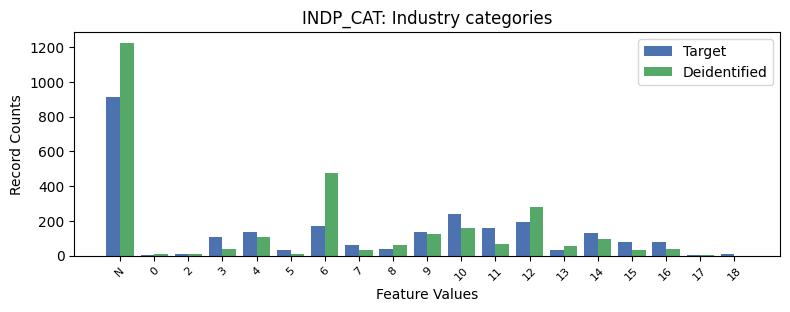 INDP_CAT: Industry categories
Target
Deidentified
Record Counts
1200
1000
800
600
400
200
0
N 0 2 3 4 5 6 7 8 9 10 11 12 13 14 15 16 17 18
Feature Values